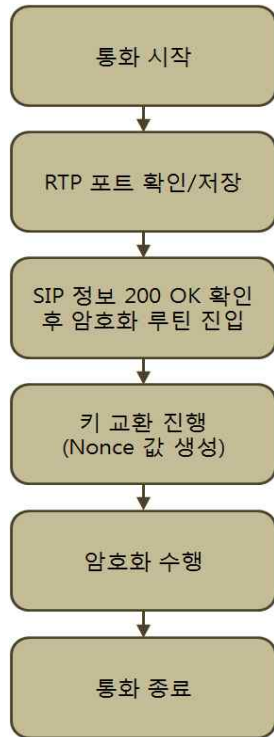 통화 시작
RTP 포트 확인/저장
SIP 정보 200 OK 확인
후 암호화 루틴 진입
키 교환 진행
(Nonce 값 생성)
암호화 수행
통화 종료